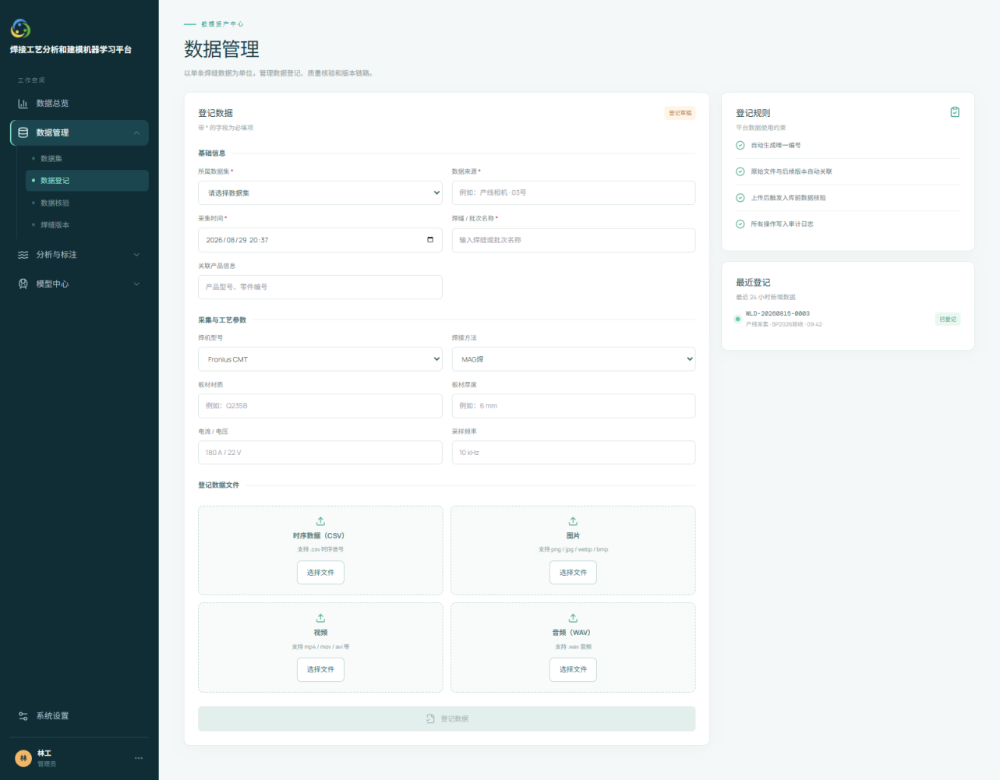 焊接工艺分析和建模机器学习平台
工作空间
数据总览
数据管理
数据集
数据登记
数据核验
焊缝版本
分析与标注
模型中心
系统设置
林
林工
管理员
数据资产中心
数据管理
以单条焊缝数据为单位，管理数据登记、质量核验和版本链路。
登记数据
带 * 的字段为必填项
登记草稿
基础信息
所属数据集 *
请选择数据集
数据来源 *
例如：产线相机 · 03号
采集时间 *
2026/08/29 20:37
焊缝 / 批次名称 *
输入焊缝或批次名称
关联产品信息
产品型号、零件编号
采集与工艺参数
焊机型号
Fronius CMT
焊接方法
MAG焊
板材材质
例如：Q235B
板材厚度
例如：6 mm
电流 / 电压
180 A / 22 V
采样频率
10 kHz
登记数据文件
时序数据（CSV）
支持 .csv 时序信号
选择文件
图片
支持 png / jpg / webp / bmp
选择文件
视频
支持 mp4 / mov / avi 等
选择文件
音频（WAV）
支持 .wav 音频
选择文件
登记数据
登记规则
平台数据使用约束
自动生成唯一编号
原始文件与后续版本自动关联
上传后触发入库前数据核验
所有操作写入审计日志
最近登记
最近 24 小时新增数据
WLD-20260815-0003
产线采集 · SP2026验收 · 09:42
已登记